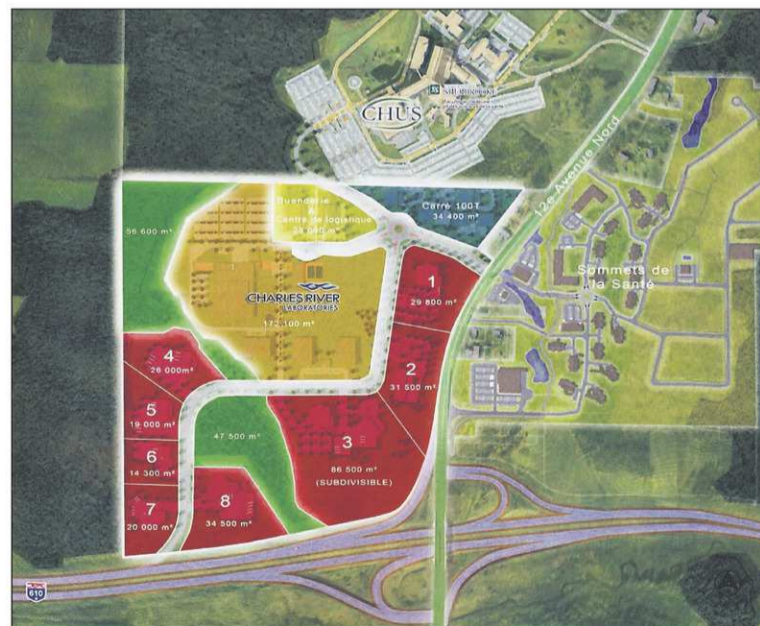 SHERBROOKE
CHUS
12e Avenue Nord
Buanderie
&
Centre de logistique
Carré 100T
34 400 m²
56 600 m²
1
29 800 m²
Sommets de
la Santé
CHARLES RIVER
LABORATORIES
172 100 m²
4
26 000 m²
2
31 500 m²
5
19 000 m²
47 500 m²
3
86 500 m²
(SUBDIVISIBLE)
6
14 300 m²
7
20 000 m²
8
34 500 m²
610